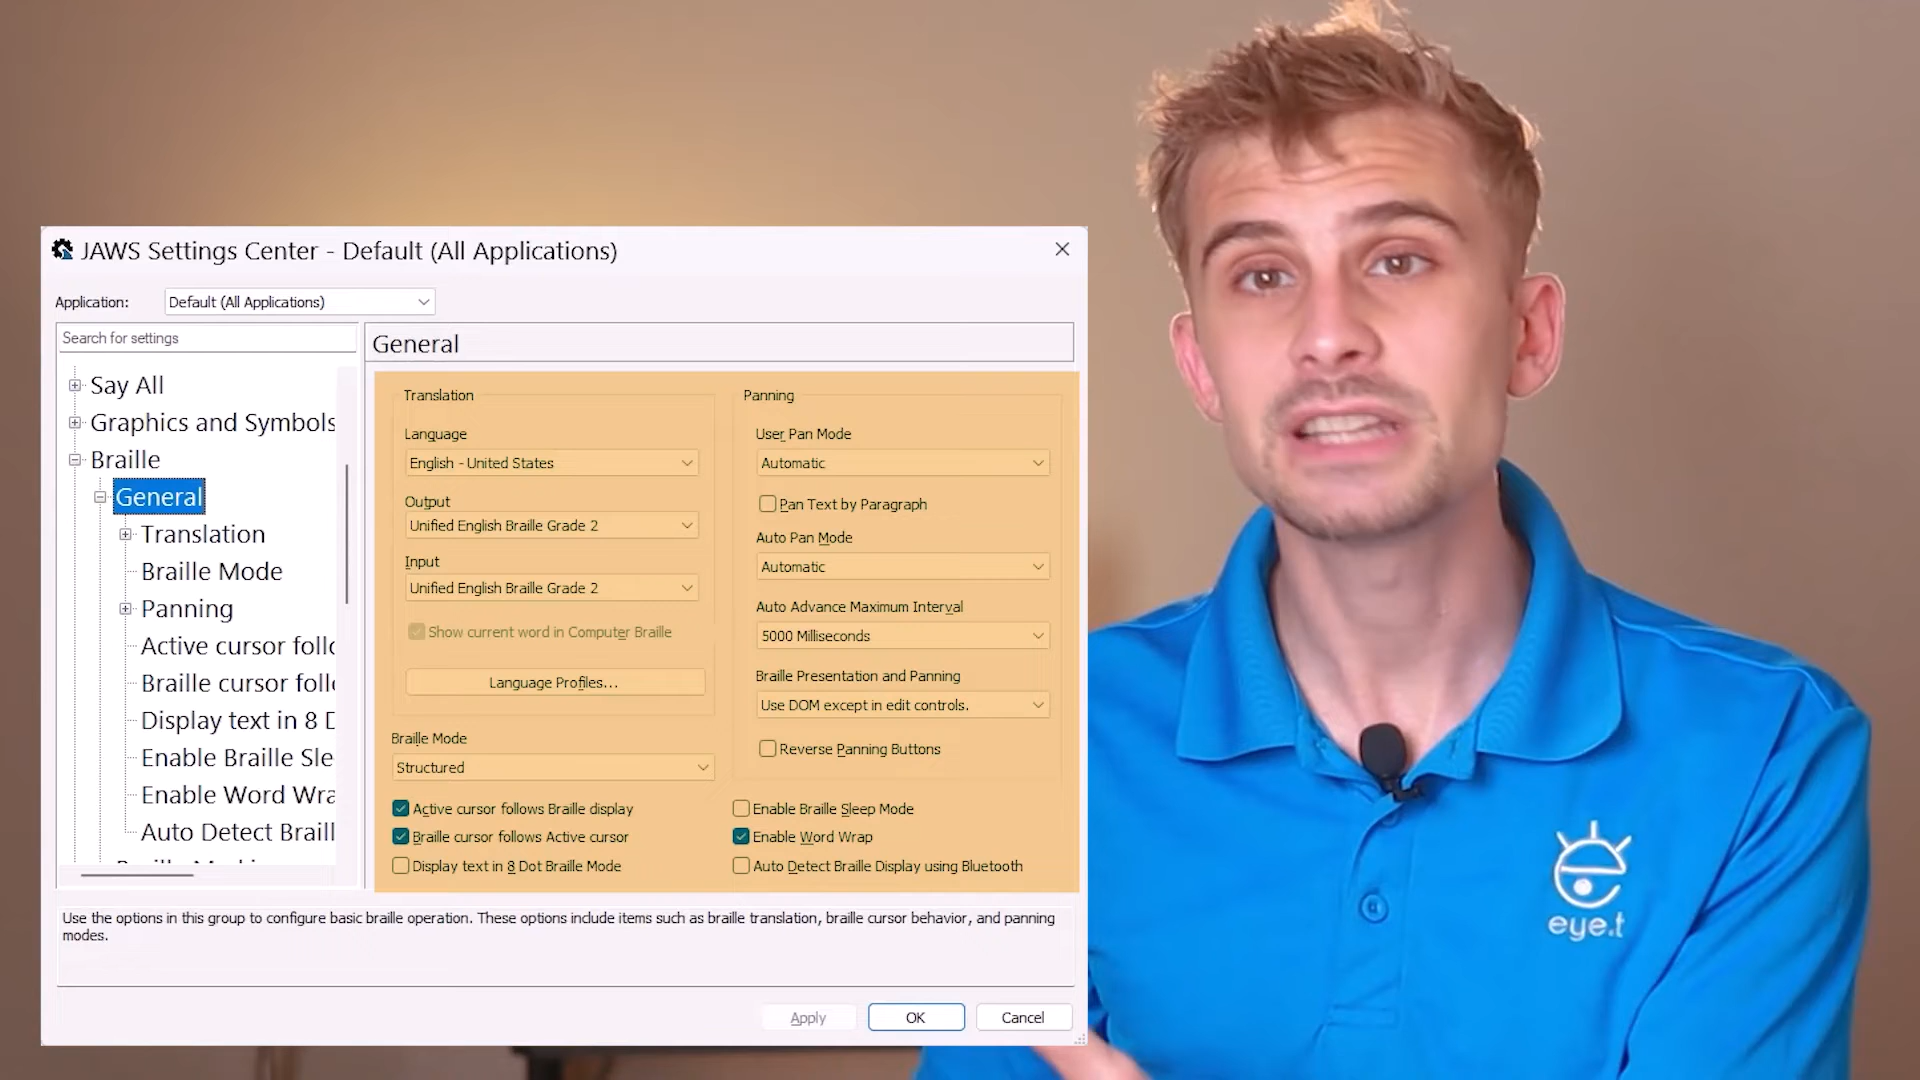 JAWS Settings Center - Default (All Applications)
Application:
Default (All Applications)
Search for settings
Say All
Graphics and Symbols
Braille
General
Translation
Braille Mode
Panning
Active cursor follo
Braille cursor follo
Display text in 8 D
Enable Braille Sle
Enable Word Wra
Auto Detect Braill
General
Translation
Language
English - United States
Output
Unified English Braille Grade 2
Input
Unified English Braille Grade 2
Show current word in Computer Braille
Language Profiles...
Braille Mode
Structured
Active cursor follows Braille display
Braille cursor follows Active cursor
Display text in 8 Dot Braille Mode
Panning
User Pan Mode
Automatic
Pan Text by Paragraph
Auto Pan Mode
Automatic
Auto Advance Maximum Interval
5000 Milliseconds
Braille Presentation and Panning
Use DOM except in edit controls.
Reverse Panning Buttons
Enable Braille Sleep Mode
Enable Word Wrap
Auto Detect Braille Display using Bluetooth
Use the options in this group to configure basic braille operation. These options include items such as braille translation, braille cursor behavior, and panning
modes.
Apply
OK
Cancel
eye.t